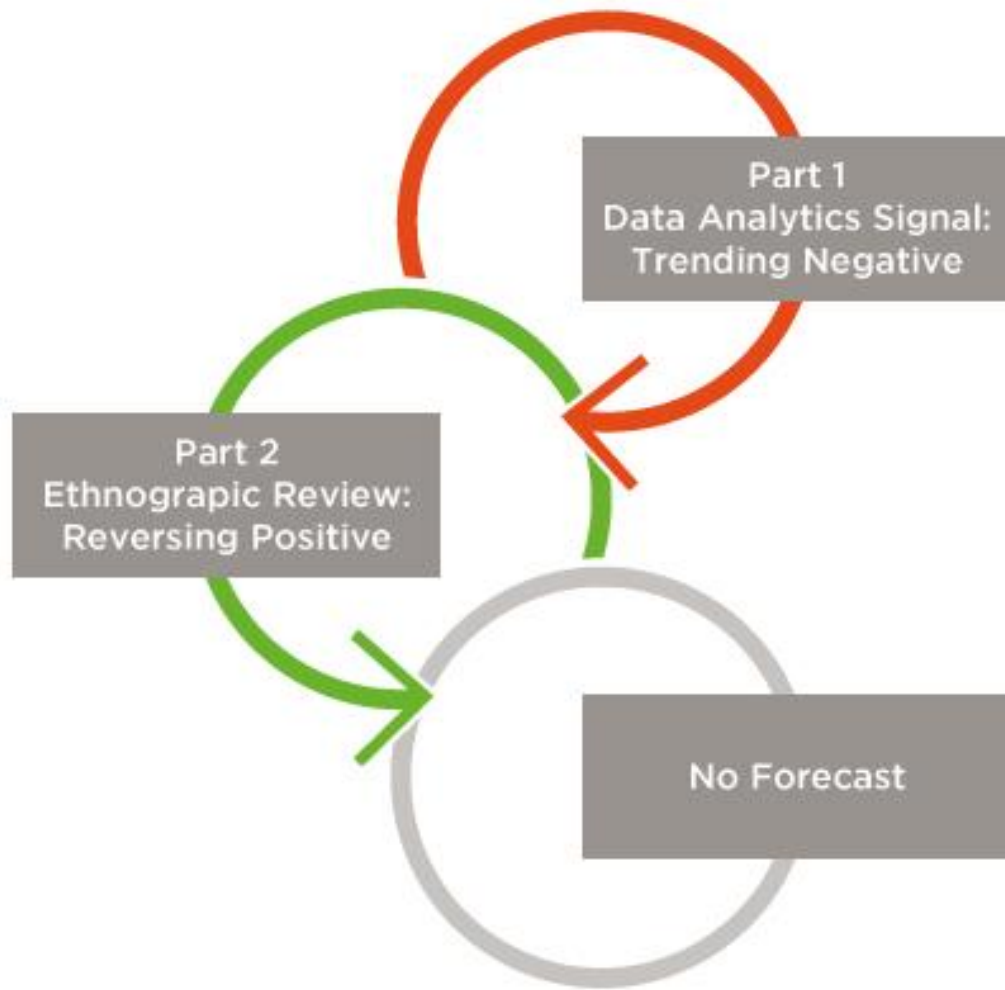 Part 1
Data Analytics Signal:
Trending Negative
Part 2
Ethnograpic Review:
Reversing Positive
No Forecast